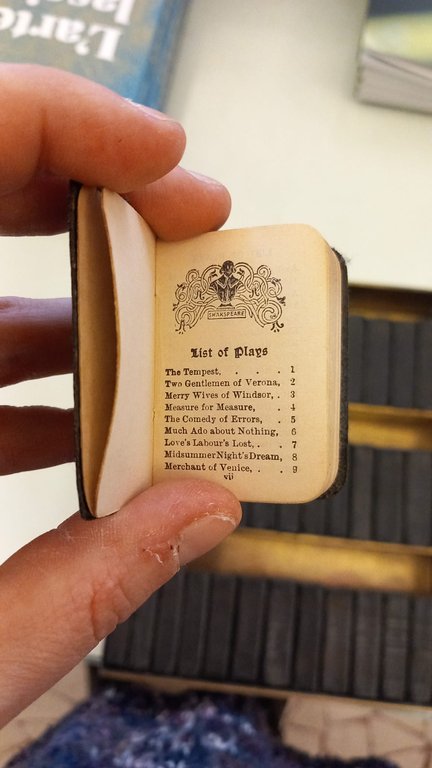 L'arte
SHAKSPEARE
List of Plays
The Tempest, . . . . 1
Two Gentlemen of Verona, 2
Merry Wives of Windsor, . 3
Measure for Measure, . 4
The Comedy of Errors, . 5
Much Ado about Nothing, 6
Love's Labour's Lost, . . 7
Midsummer Night's Dream, 8
Merchant of Venice, . . 9
vii